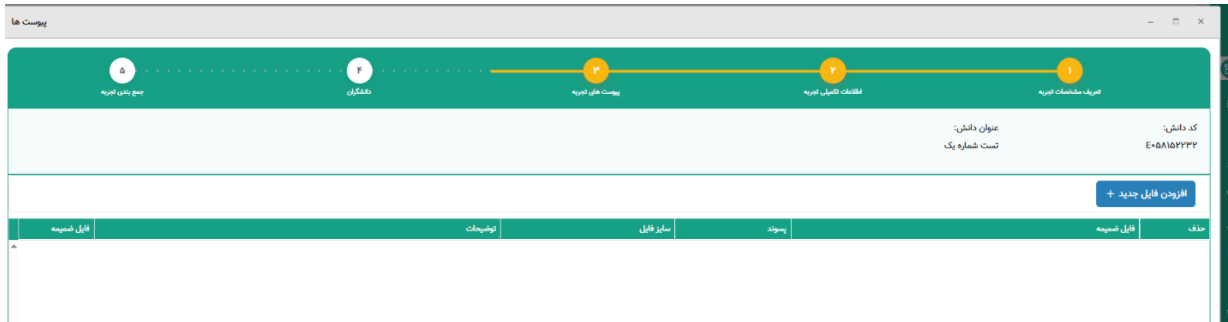 پیوست ها
۱ ۲ ۳ ۴ ۵
تعریف مشخصات تجربه اطلاعات تکمیلی تجربه پیوست های تجربه دانشگران جمع بندی تجربه
کد دانش: عنوان دانش:
E۰۵۸۱۵۲۲۳۲ تست شماره یک
افزودن فایل جدید +
حذف فایل ضمیمه پسوند سایز فایل توضیحات فایل ضمیمه